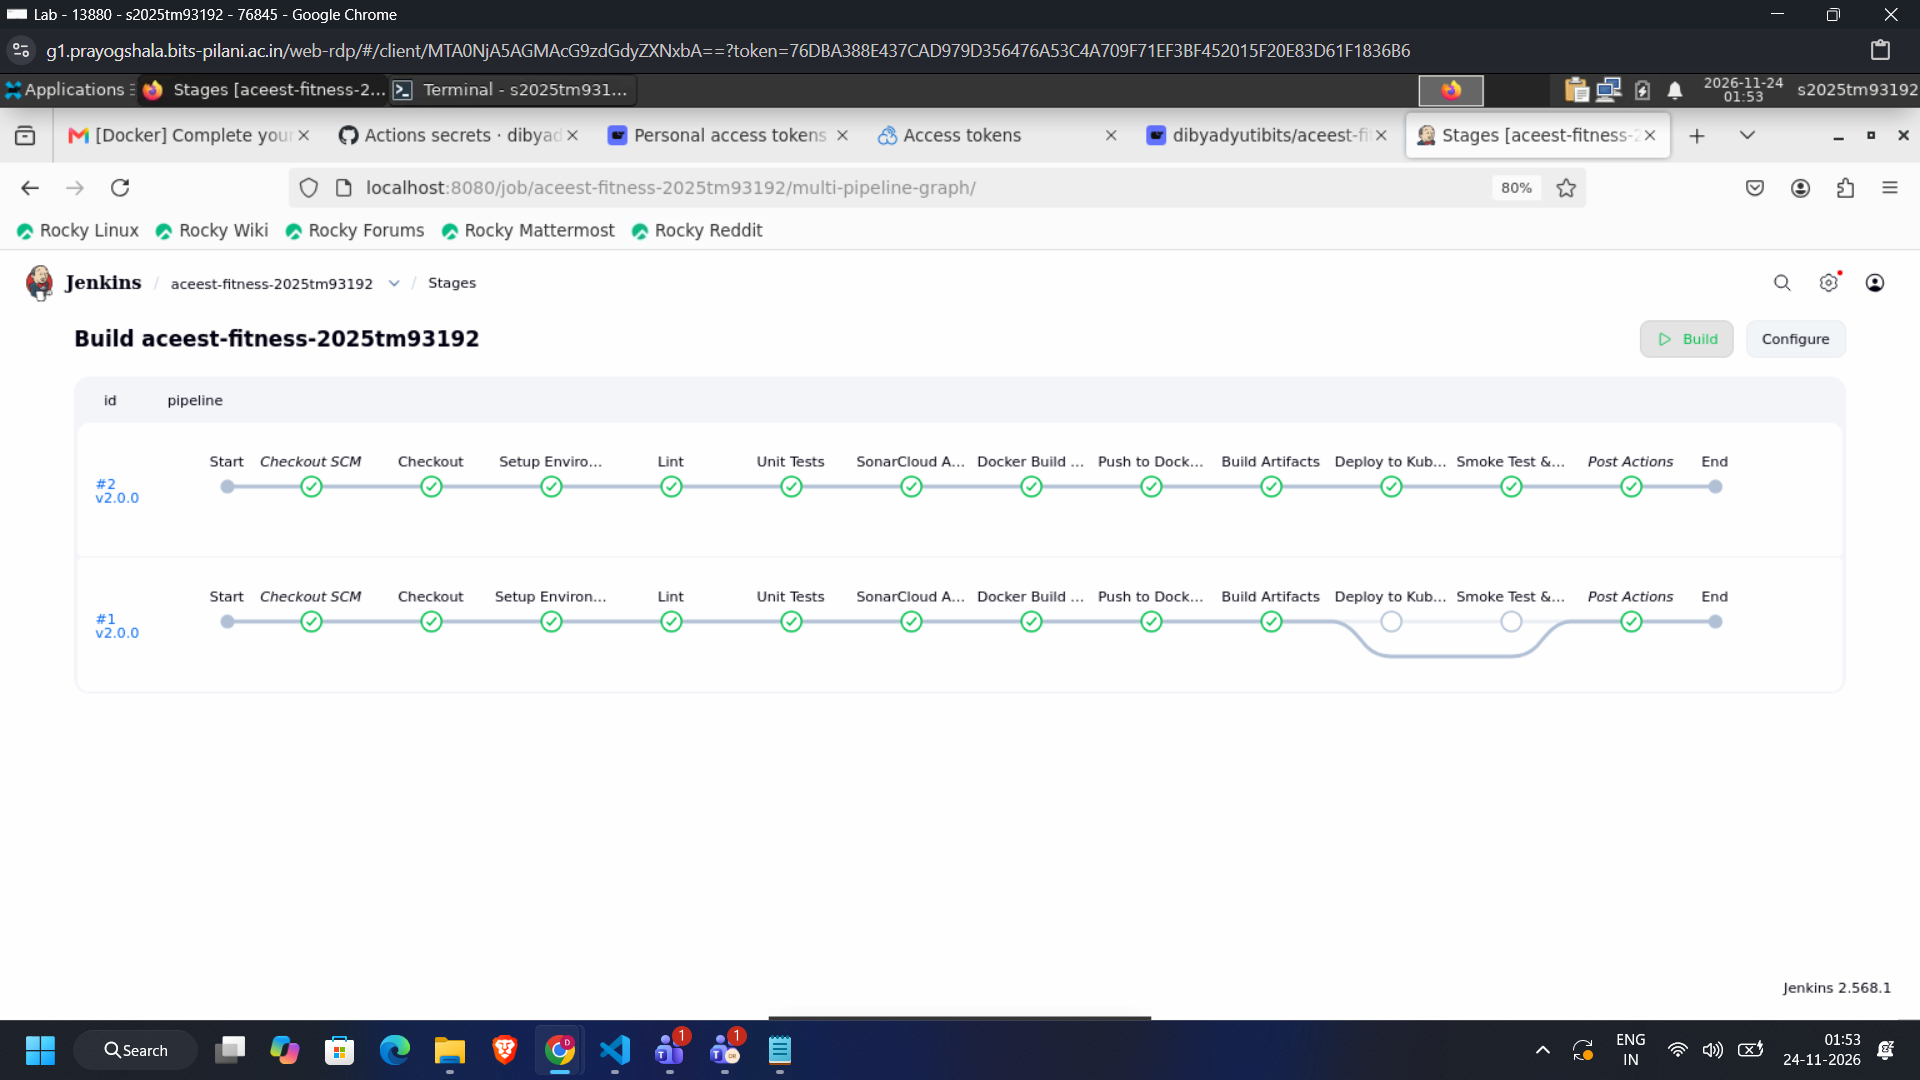 Lab - 13880 - s2025tm93192 - 76845 - Google Chrome
g1.prayogshala.bits-pilani.ac.in/web-rdp/#/client/MTA0NjA5AGMAcG9zdGdyZXNxbA==?token=76DBA388E437CAD979D356476A53C4A709F71EF3BF452015F20E83D61F1836B6
Applications Stages [aceest-fitness-2... Terminal - s2025tm931... 2026-11-24 01:53 s2025tm93192
[Docker] Complete your Actions secrets · dibyad Personal access tokens Access tokens dibyadyutibits/aceest-fi Stages [aceest-fitness-2
localhost:8080/job/aceest-fitness-2025tm93192/multi-pipeline-graph/ 80%
Rocky Linux Rocky Wiki Rocky Forums Rocky Mattermost Rocky Reddit
Jenkins / aceest-fitness-2025tm93192 / Stages
Build aceest-fitness-2025tm93192 Build Configure
id pipeline
Start Checkout SCM Checkout Setup Enviro... Lint Unit Tests SonarCloud A... Docker Build ... Push to Dock... Build Artifacts Deploy to Kub... Smoke Test &... Post Actions End
#2
v2.0.0
Start Checkout SCM Checkout Setup Environ... Lint Unit Tests SonarCloud A... Docker Build ... Push to Dock... Build Artifacts Deploy to Kub... Smoke Test &... Post Actions End
#1
v2.0.0
Jenkins 2.568.1
Search 1 1 ENG IN 01:53 24-11-2026